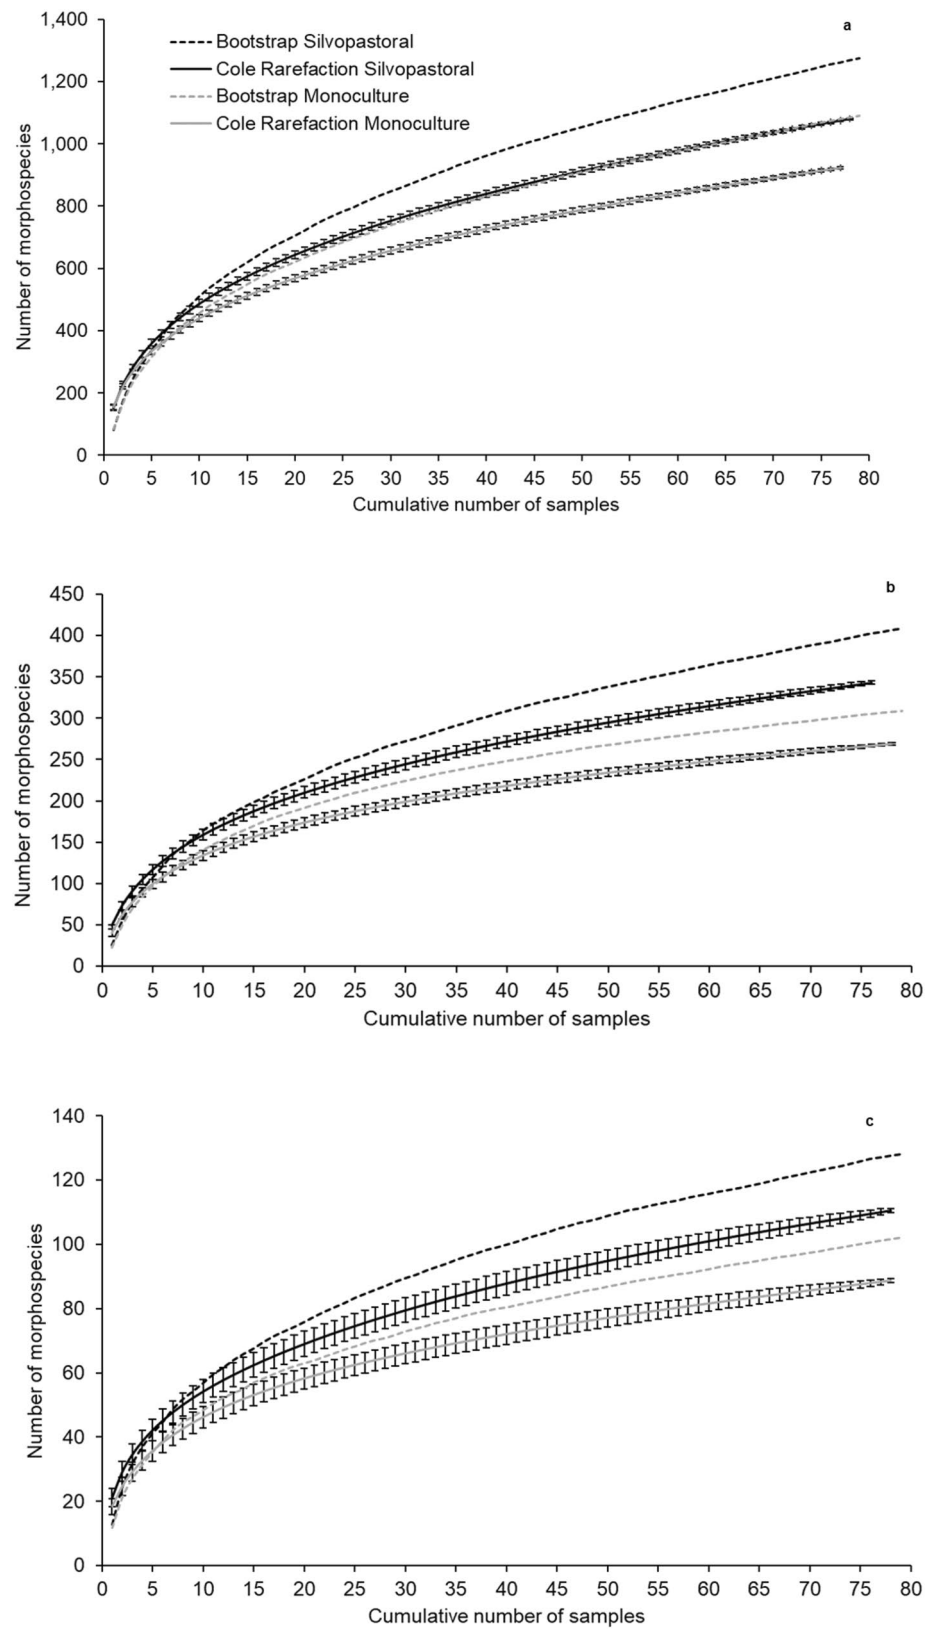 a
Bootstrap Silvopastoral
Cole Rarefaction Silvopastoral
Bootstrap Monoculture
Cole Rarefaction Monoculture
Number of morphospecies
1,400
1,200
1,000
800
600
400
200
0
0 5 10 15 20 25 30 35 40 45 50 55 60 65 70 75 80
Cumulative number of samples
b
Number of morphospecies
450
400
350
300
250
200
150
100
50
0
0 5 10 15 20 25 30 35 40 45 50 55 60 65 70 75 80
Cumulative number of samples
c
Number of morphospecies
140
120
100
80
60
40
20
0
0 5 10 15 20 25 30 35 40 45 50 55 60 65 70 75 80
Cumulative number of samples